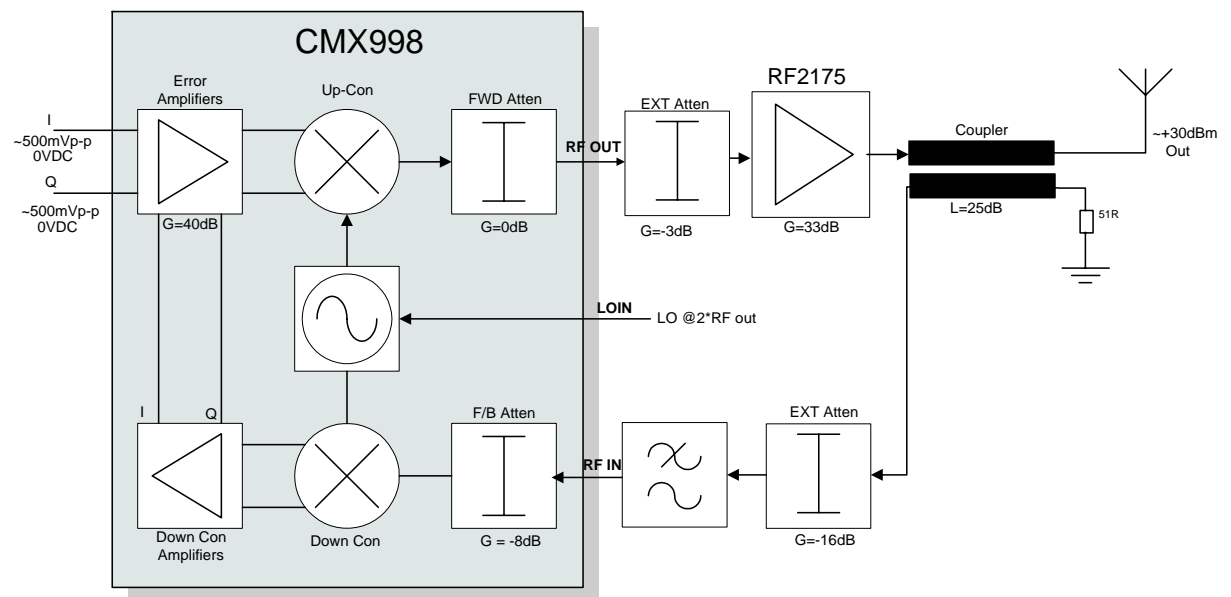 CMX998
Error
Amplifiers
Up-Con
FWD Atten
EXT Atten
RF2175
Coupler
~+30dBm
Out
I
~500mVp-p
0VDC
Q
~500mVp-p
0VDC
RF OUT
G=40dB
G=0dB
G=-3dB
G=33dB
L=25dB
51R
LOIN
LO @2*RF out
I
Q
F/B Atten
EXT Atten
RF IN
Down Con
Amplifiers
Down Con
G = -8dB
G=-16dB